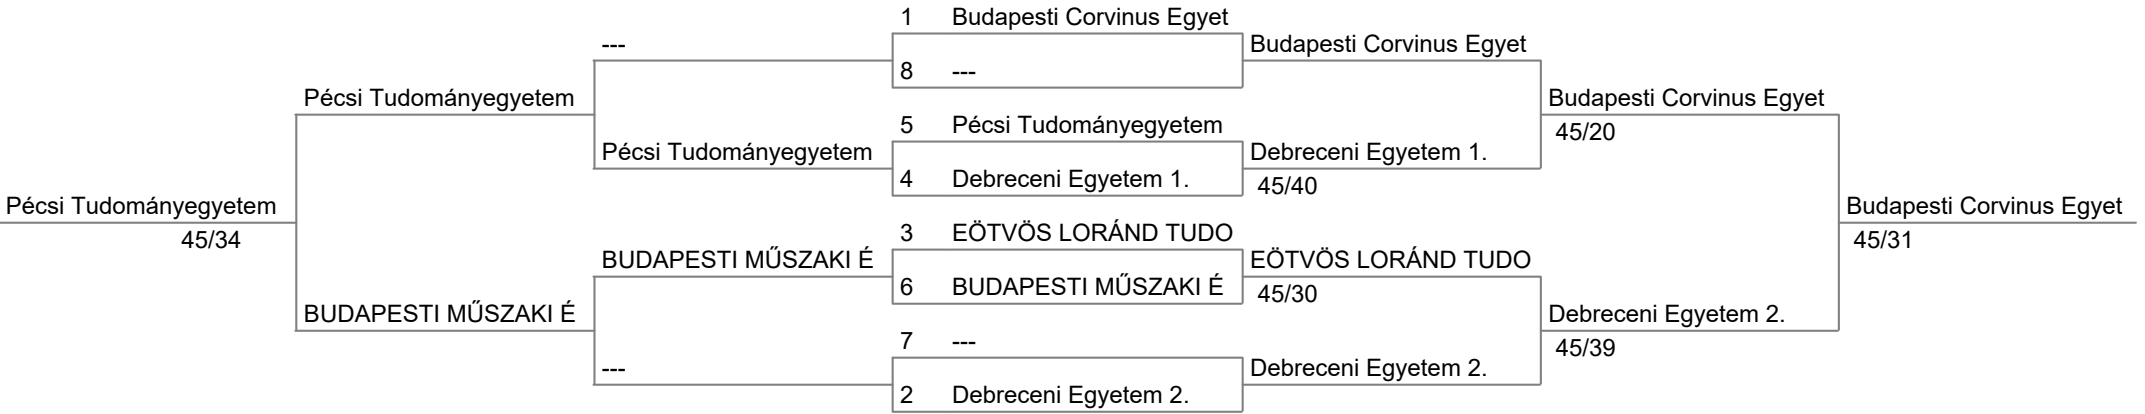 1 Budapesti Corvinus Egyet
--- Budapesti Corvinus Egyet
8 ---
Pécsi Tudományegyetem Budapesti Corvinus Egyet
5 Pécsi Tudományegyetem 45/20
Pécsi Tudományegyetem Debreceni Egyetem 1.
4 Debreceni Egyetem 1. 45/40
Pécsi Tudományegyetem Budapesti Corvinus Egyet
45/34 3 EÖTVÖS LORÁND TUDO 45/31
BUDAPESTI MŰSZAKI É EÖTVÖS LORÁND TUDO
6 BUDAPESTI MŰSZAKI É 45/30
BUDAPESTI MŰSZAKI É Debreceni Egyetem 2.
7 --- 45/39
--- Debreceni Egyetem 2.
2 Debreceni Egyetem 2.